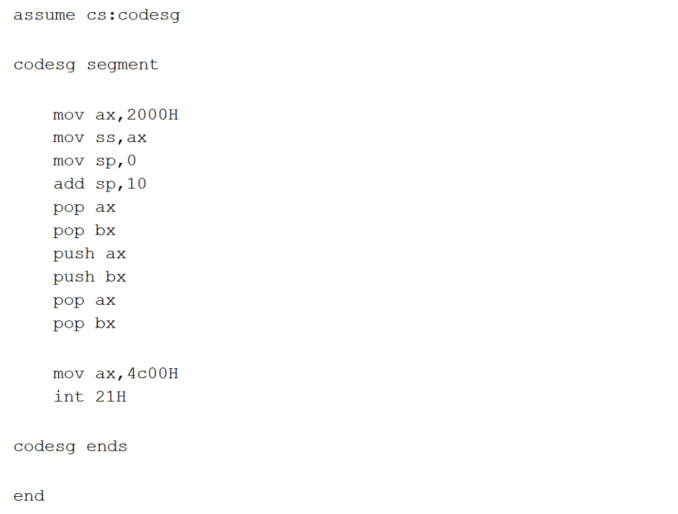 assume cs:codesg
codesg segment
mov ax,2000H
mov ss,ax
mov sp,0
add sp,10
pop ax
pop bx
push ax
push bx
pop ax
pop bx
mov ax,4c00H
int 21H
codesg ends
end